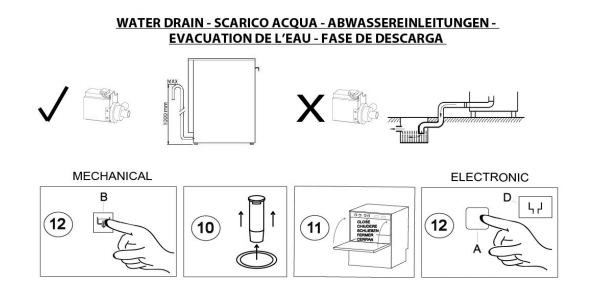 WATER DRAIN - SCARICO ACQUA - ABWASSEREINLEITUNGEN -
EVACUATION DE L'EAU - FASE DE DESCARGA
MAX
1000 mm
MECHANICAL
ELECTRONIC
12
B
10
11
CLOSE
CHIUDERE
SCHLIEßEN
FERMER
CERRAR
12
D
A